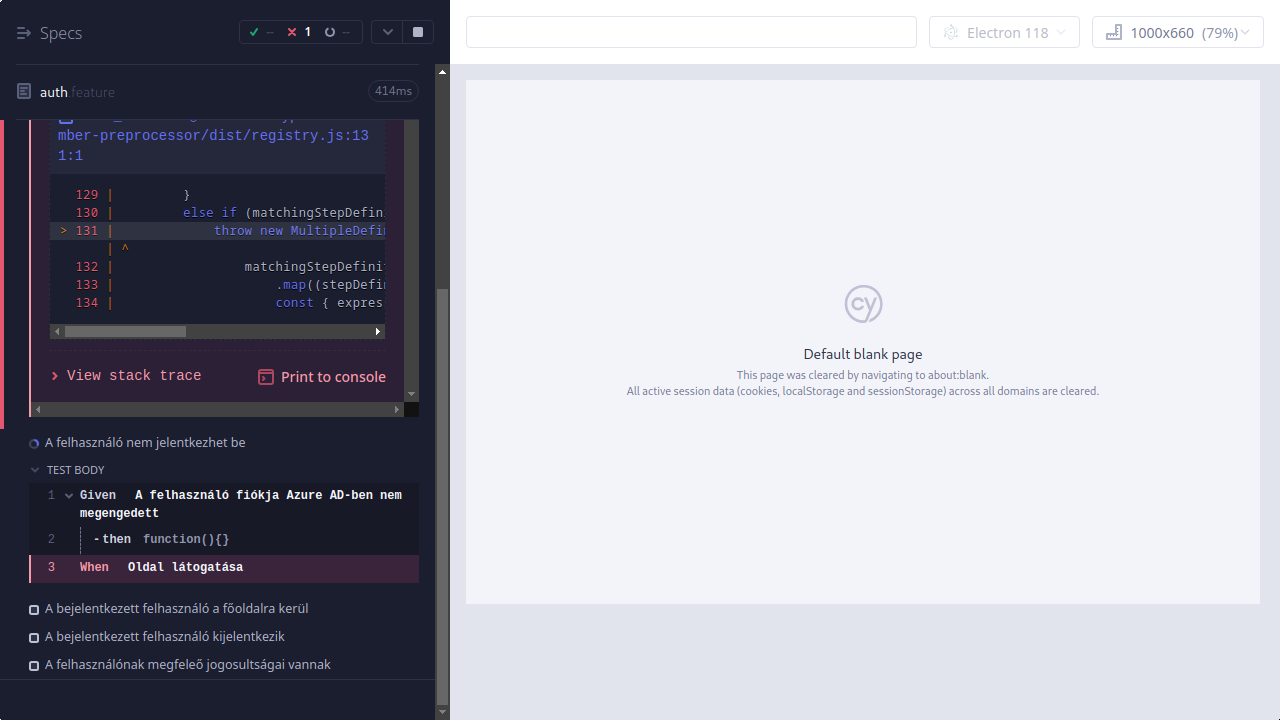 Specs
--
1
--
Electron 118
1000x660 (79%)
auth feature
414ms
mber-preprocessor/dist/registry.js:13
1:1
129 | }
130 | else if (matchingStepDefini
> 131 | throw new MultipleDefin
| ^
132 | matchingStepDefinit
133 | .map((stepDefin
134 | const { expres
View stack trace
Print to console
A felhasználó nem jelentkezhet be
TEST BODY
1 Given A felhasználó fiókja Azure AD-ben nem
megengedett
2 -then function(){}
3 When Oldal látogatása
A bejelentkezett felhasználó a főoldalra kerül
A bejelentkezett felhasználó kijelentkezik
A felhasználónak megfeleő jogosultságai vannak
cy
Default blank page
This page was cleared by navigating to about:blank.
All active session data (cookies, localStorage and sessionStorage) across all domains are cleared.